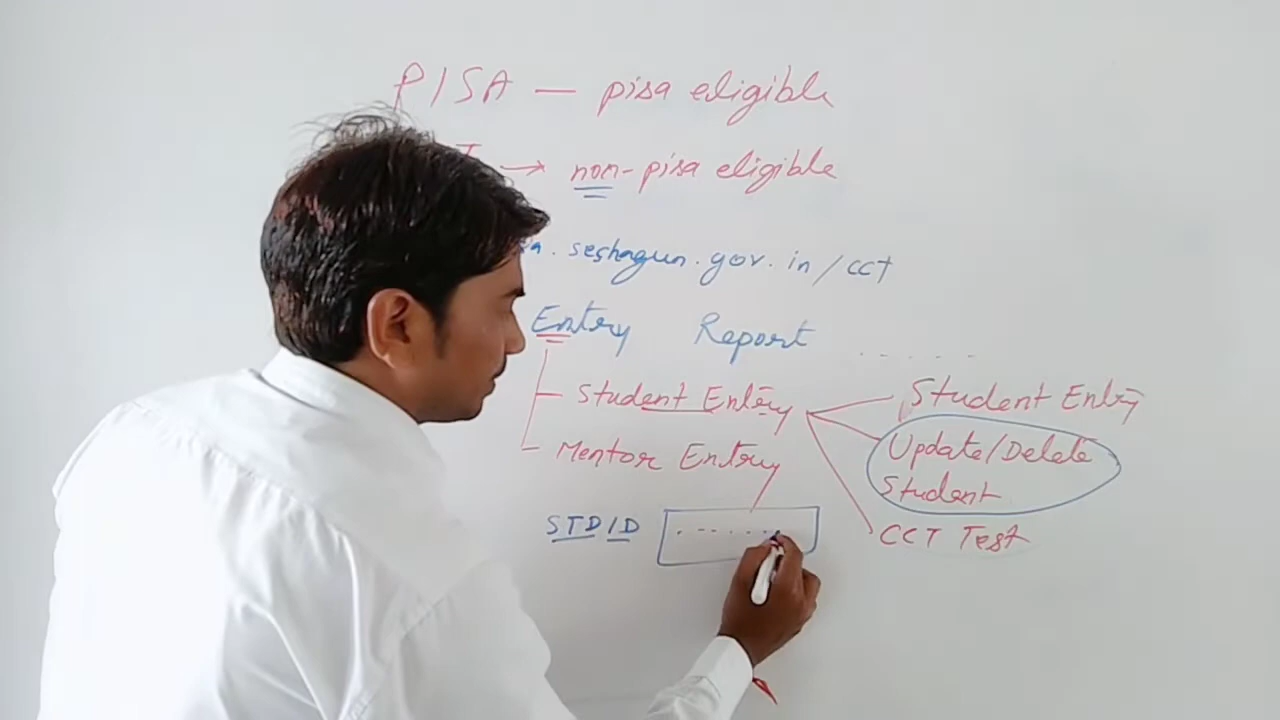 PISA — pisa eligible
→ non-pisa eligible
. seshagun.gov.in/cct
Entry Report
Student Entry
Mentor Entry
Student Entry
Update/Delete
Student
CCT Test
STDID